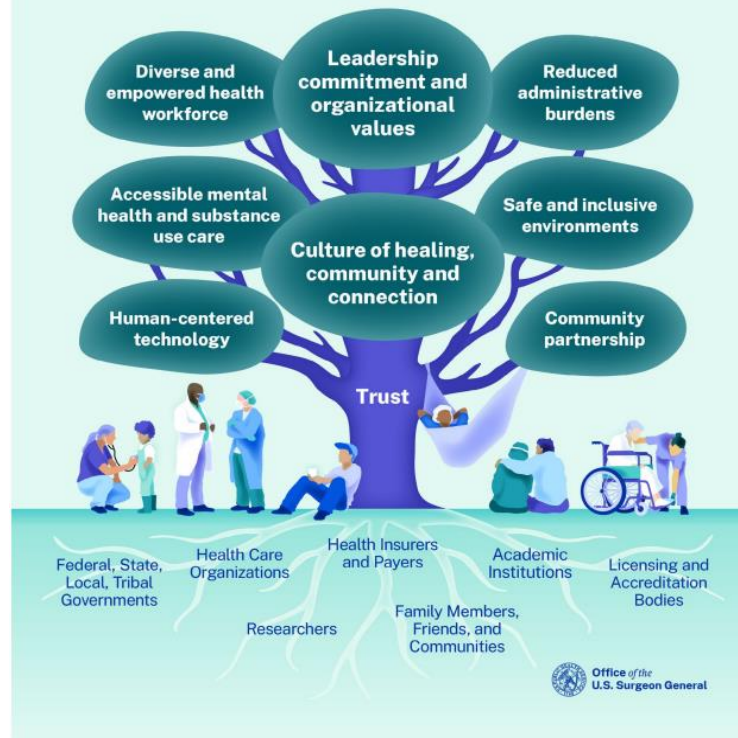 Diverse and
empowered health
workforce
Leadership
commitment and
organizational
values
Reduced
administrative
burdens
Accessible mental
health and substance
use care
Culture of healing,
community and
connection
Safe and inclusive
environments
Human-centered
technology
Community
partnership
Trust
Federal, State,
Local, Tribal
Governments
Health Care
Organizations
Health Insurers
and Payers
Academic
Institutions
Licensing and
Accreditation
Bodies
Researchers
Family Members,
Friends, and
Communities
Office of the
U.S. Surgeon General